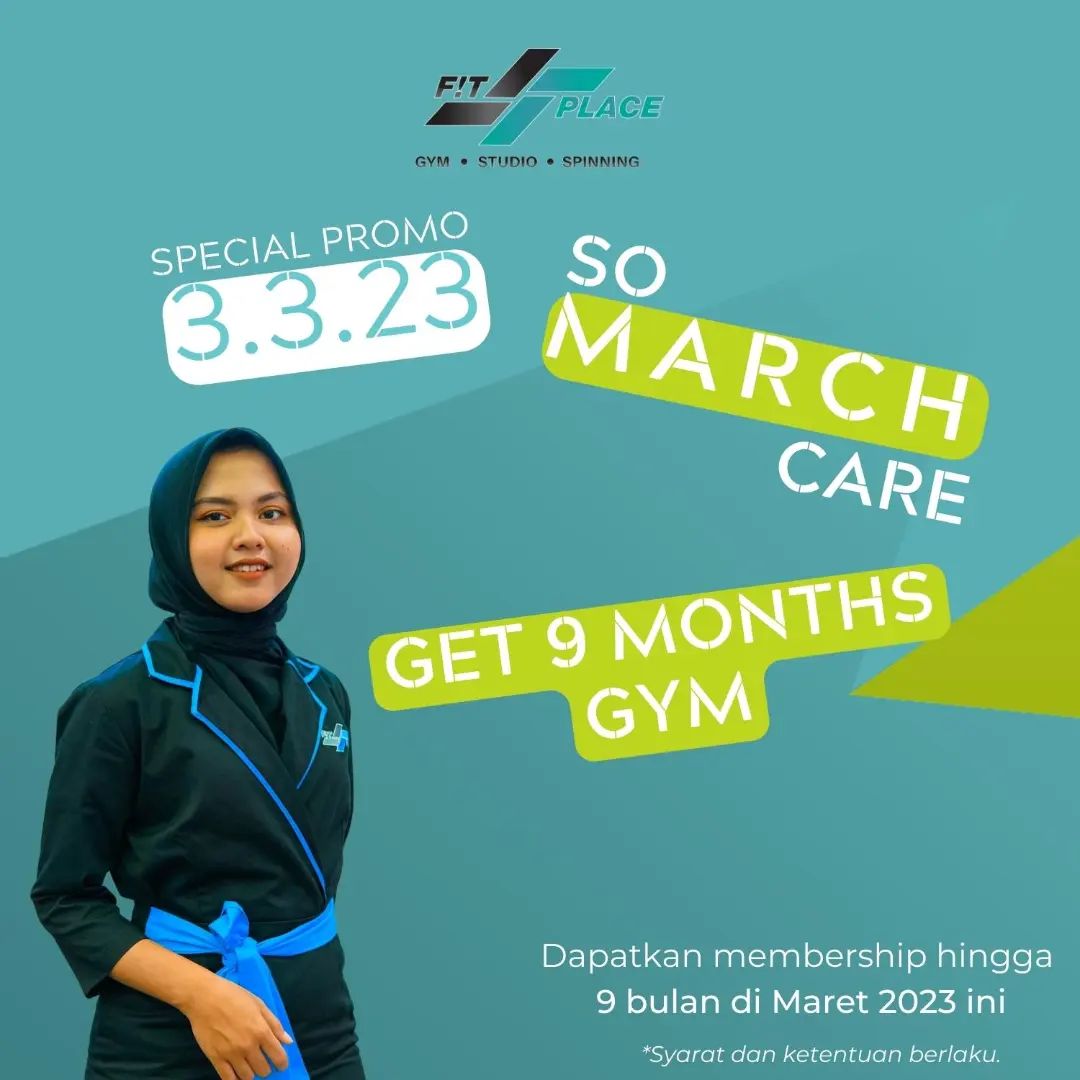 F!T
PLACE
GYM • STUDIO • SPINNING
SPECIAL PROMO
3.3.23
SO
MARCH
CARE
GET 9 MONTHS
GYM
F!T
Dapatkan membership hingga
9 bulan di Maret 2023 ini
*Syarat dan ketentuan berlaku.